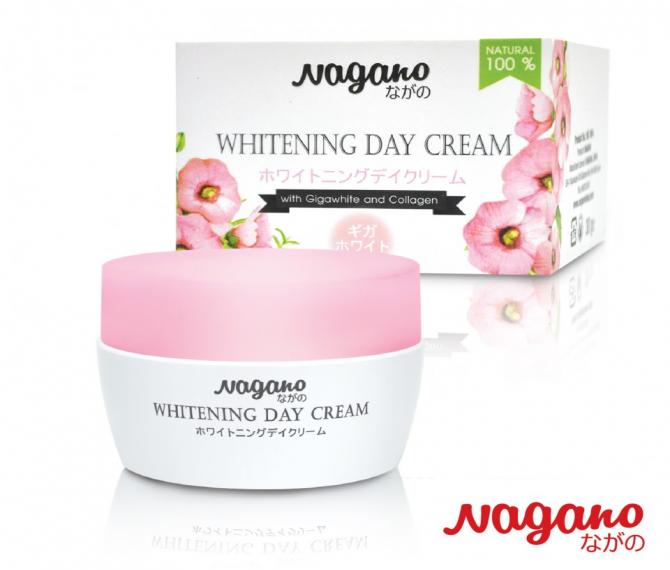 Nagano
ながの
NATURAL
100 %
WHITENING DAY CREAM
ホワイトニングデイクリーム
with Gigawhite and Collagen
ギガ
ホワイト
Nagano
ながの
WHITENING DAY CREAM
ホワイトニングデイクリーム
Nagano
ながの